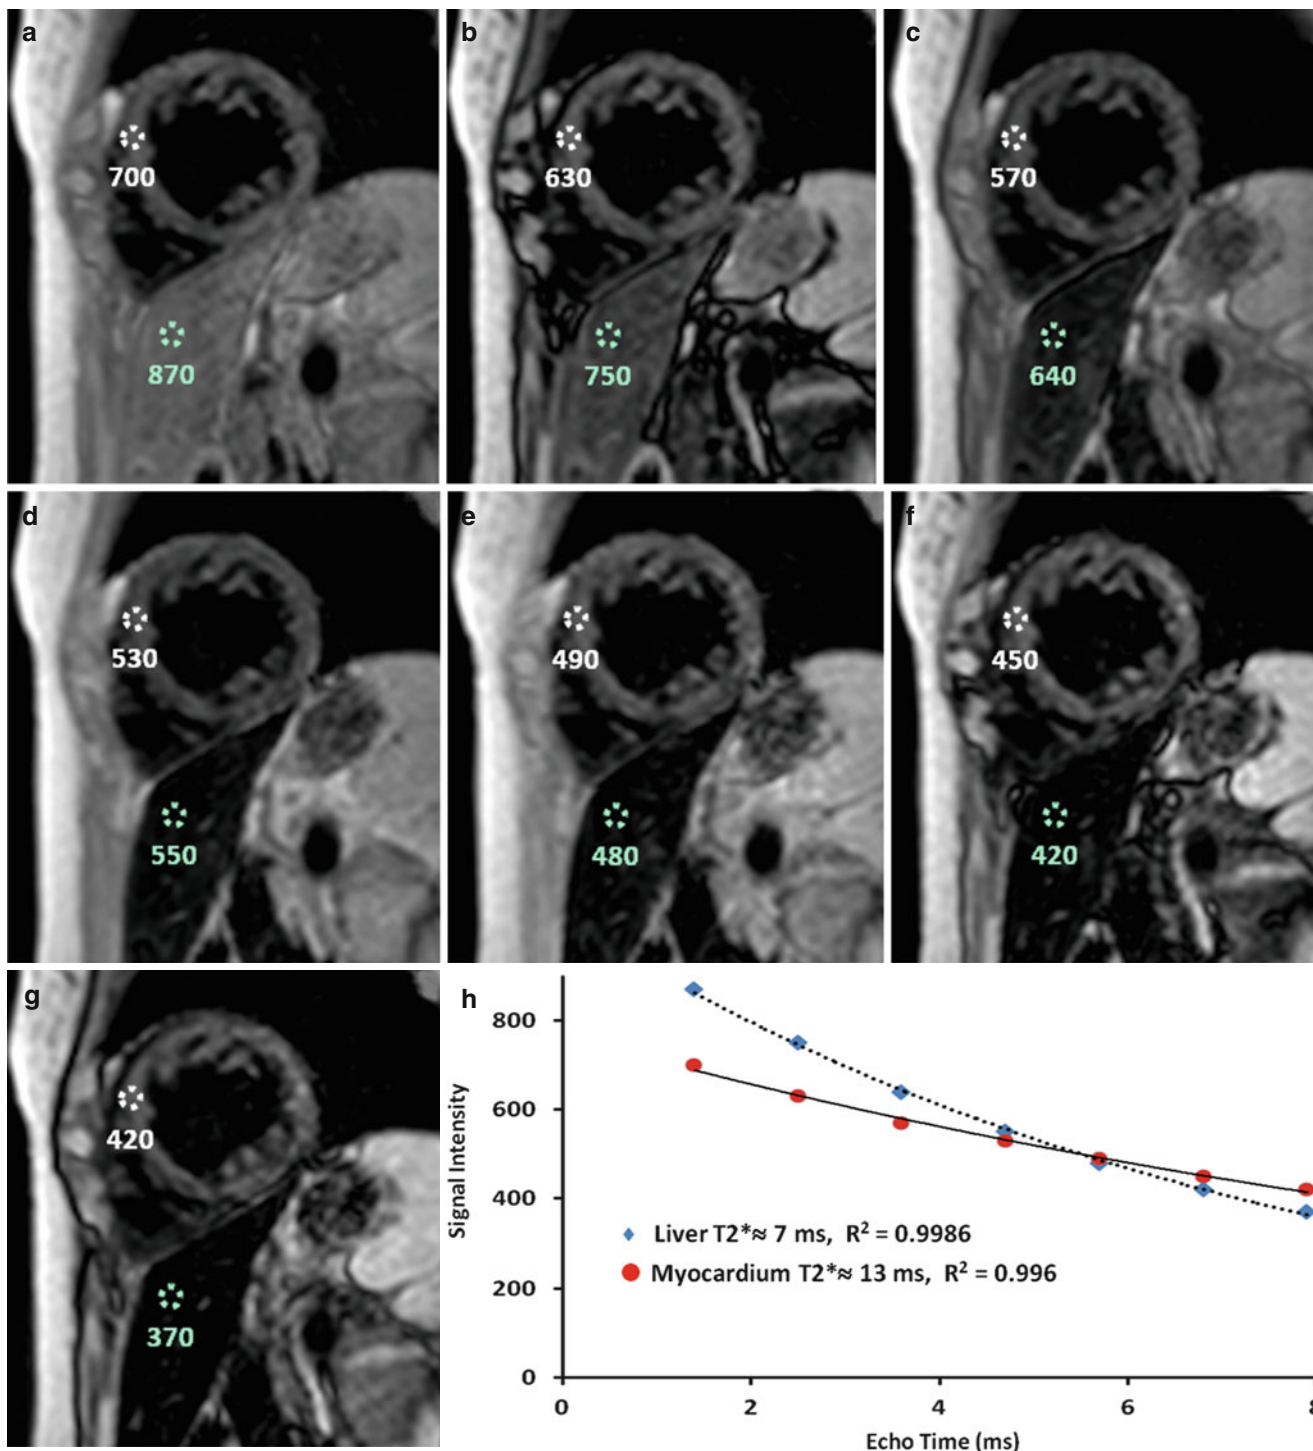 a
700
870
b
630
750
c
570
640
d
530
550
e
490
480
f
450
420
g
420
370
h
800
600
400
200
0
Signal Intensity
Liver T2*≈ 7 ms, R² = 0.9986
Myocardium T2*≈ 13 ms, R² = 0.996
0 2 4 6 8
Echo Time (ms)